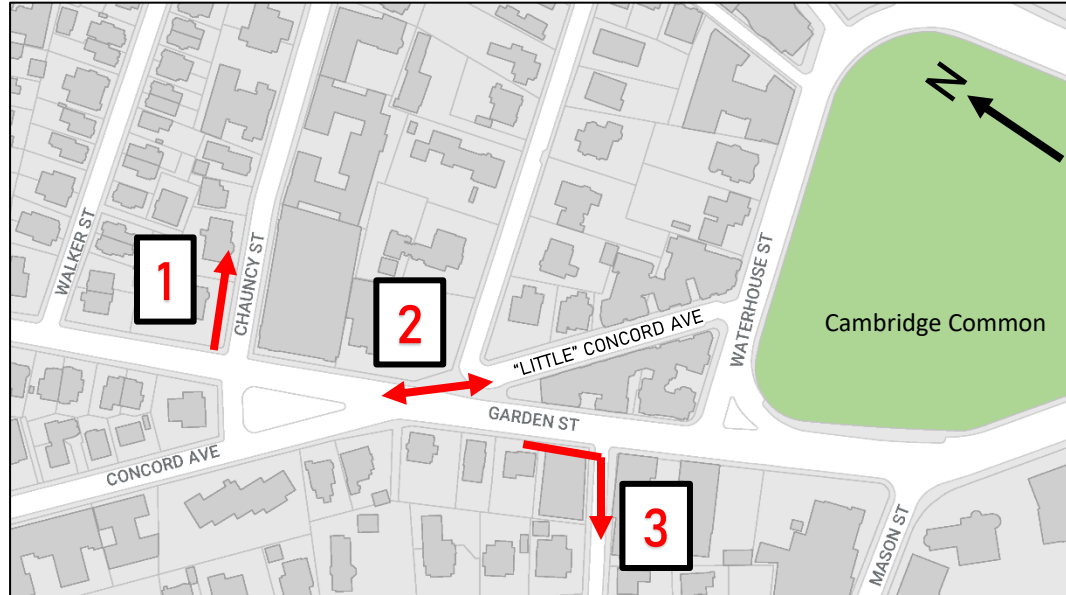 N
WALKER ST
1
CHAUNCY ST
2
"LITTLE" CONCORD AVE
WATERHOUSE ST
Cambridge Common
GARDEN ST
CONCORD AVE
3
MASON ST